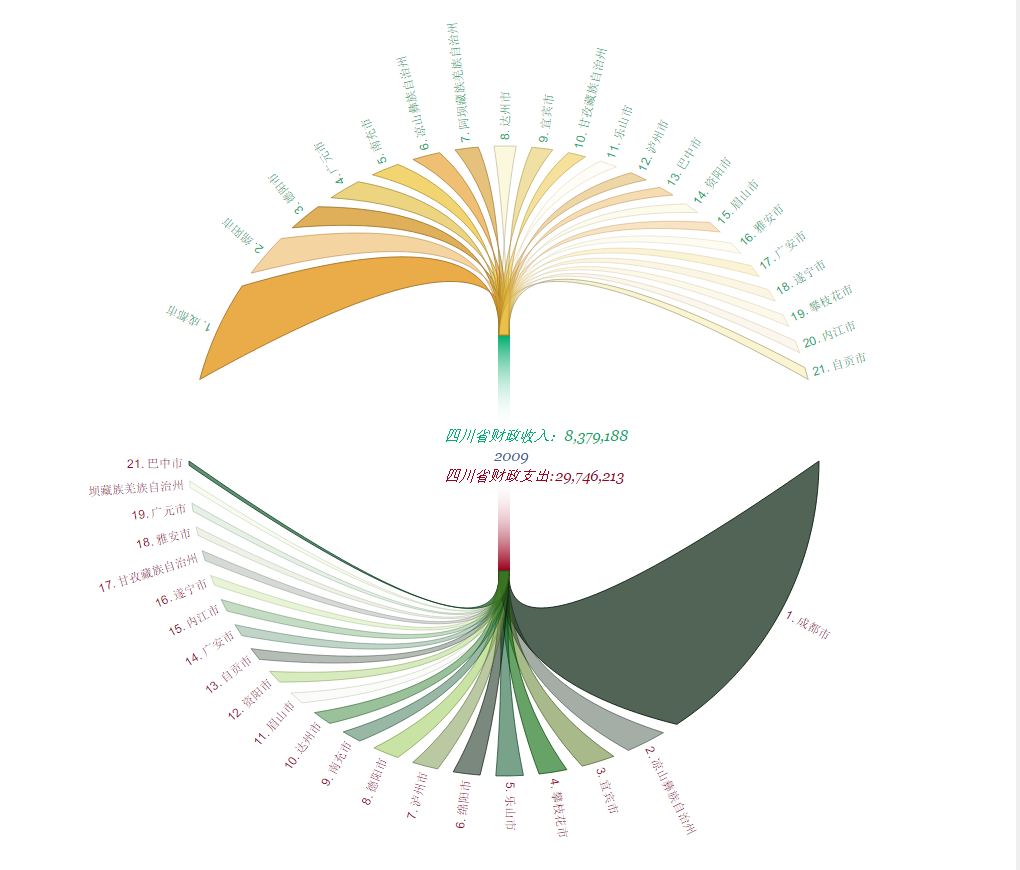 1. 成都市
2. 绵阳市
3. 德阳市
4. 广元市
5. 南充市
6. 凉山彝族自治州
7. 阿坝藏族羌族自治州
8. 达州市
9. 宜宾市
10. 甘孜藏族自治州
11. 乐山市
12. 泸州市
13. 巴中市
14. 资阳市
15. 眉山市
16. 雅安市
17. 广安市
18. 遂宁市
19. 攀枝花市
20. 内江市
21. 自贡市
四川省财政收入：8,379,188
2009
四川省财政支出:29,746,213
21. 巴中市
坝藏族羌族自治州
19. 广元市
18. 雅安市
17. 甘孜藏族自治州
16. 遂宁市
15. 内江市
14. 广安市
13. 自贡市
12. 资阳市
11. 眉山市
10. 达州市
9. 南充市
8. 德阳市
7. 泸州市
6. 绵阳市
5. 乐山市
4. 攀枝花市
3. 宜宾市
2. 凉山彝族自治州
1. 成都市